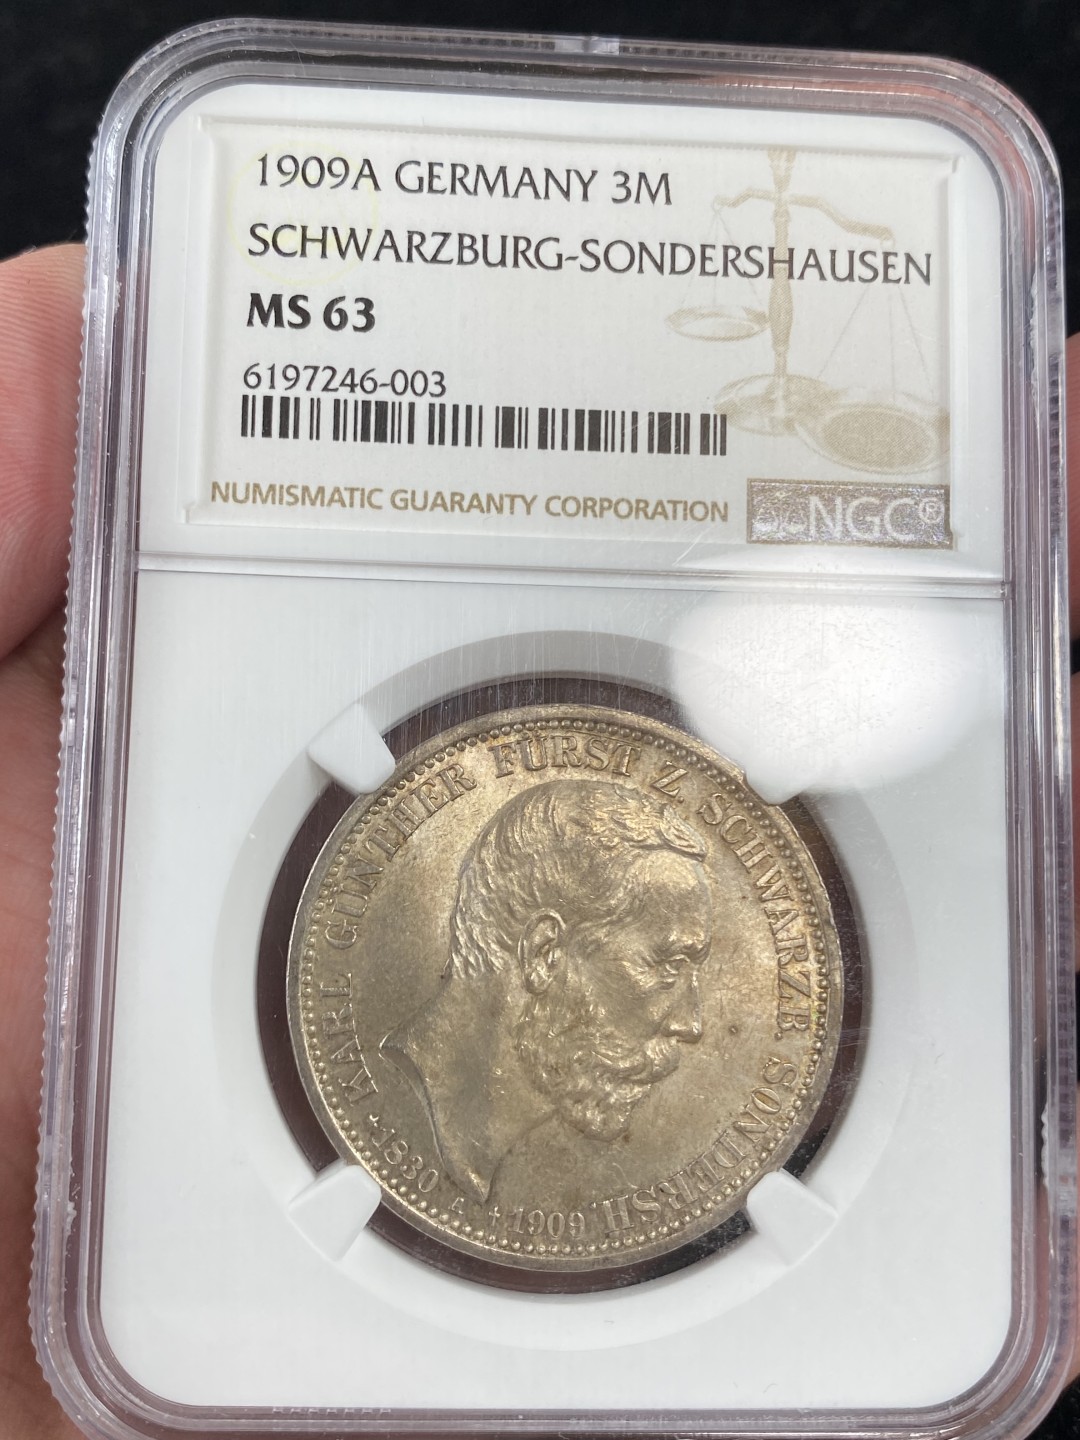 1909A GERMANY 3M
SCHWARZBURG-SONDERSHAUSEN
MS 63
6197246-003
NUMISMATIC GUARANTY CORPORATION
NGC®
KARL GÜNTHER FÜRST Z. SCHWARZB. SONDERSH
*1830 A †1909